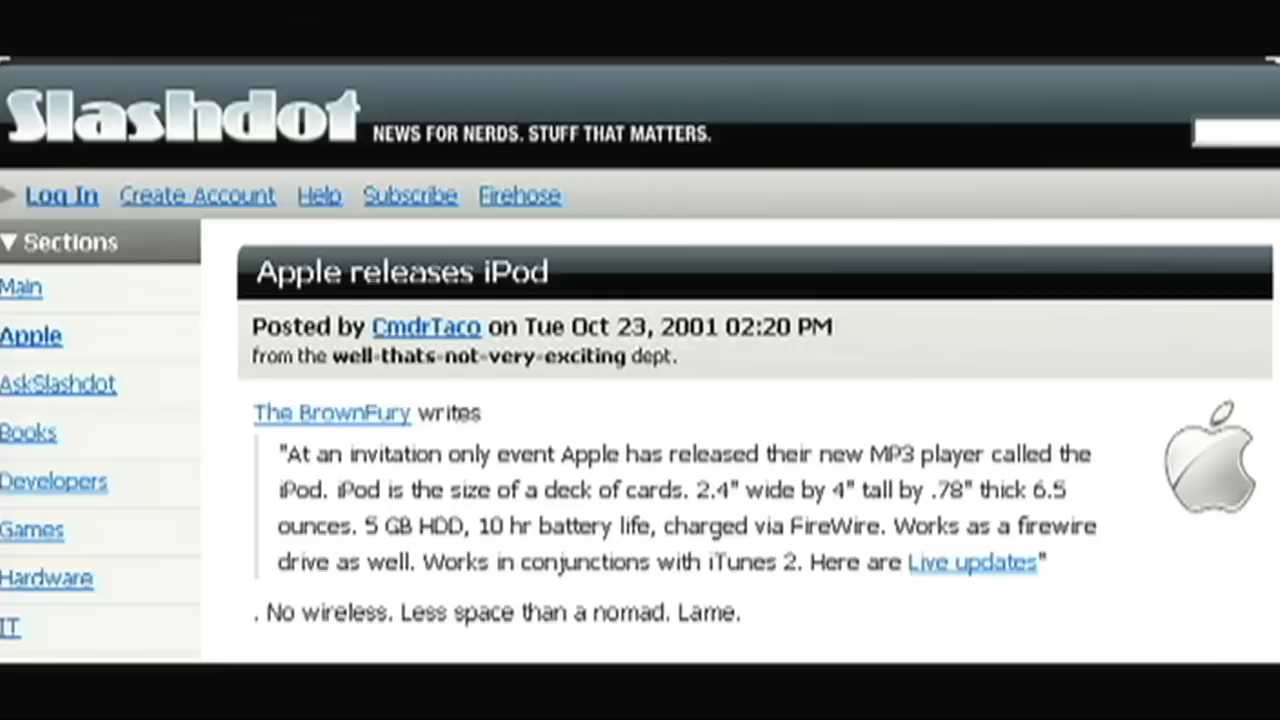 Slashdot NEWS FOR NERDS. STUFF THAT MATTERS.
Log In Create Account Help Subscribe Firehose
Sections
Main
Apple
AskSlashdot
Books
Developers
Games
Hardware
IT
Apple releases iPod
Posted by CmdrTaco on Tue Oct 23, 2001 02:20 PM
from the well-thats-not-very-exciting dept.
The BrownFury writes
"At an invitation only event Apple has released their new MP3 player called the
iPod. iPod is the size of a deck of cards. 2.4" wide by 4" tall by .78" thick 6.5
ounces. 5 GB HDD, 10 hr battery life, charged via FireWire. Works as a firewire
drive as well. Works in conjunctions with iTunes 2. Here are Live updates"
. No wireless. Less space than a nomad. Lame.